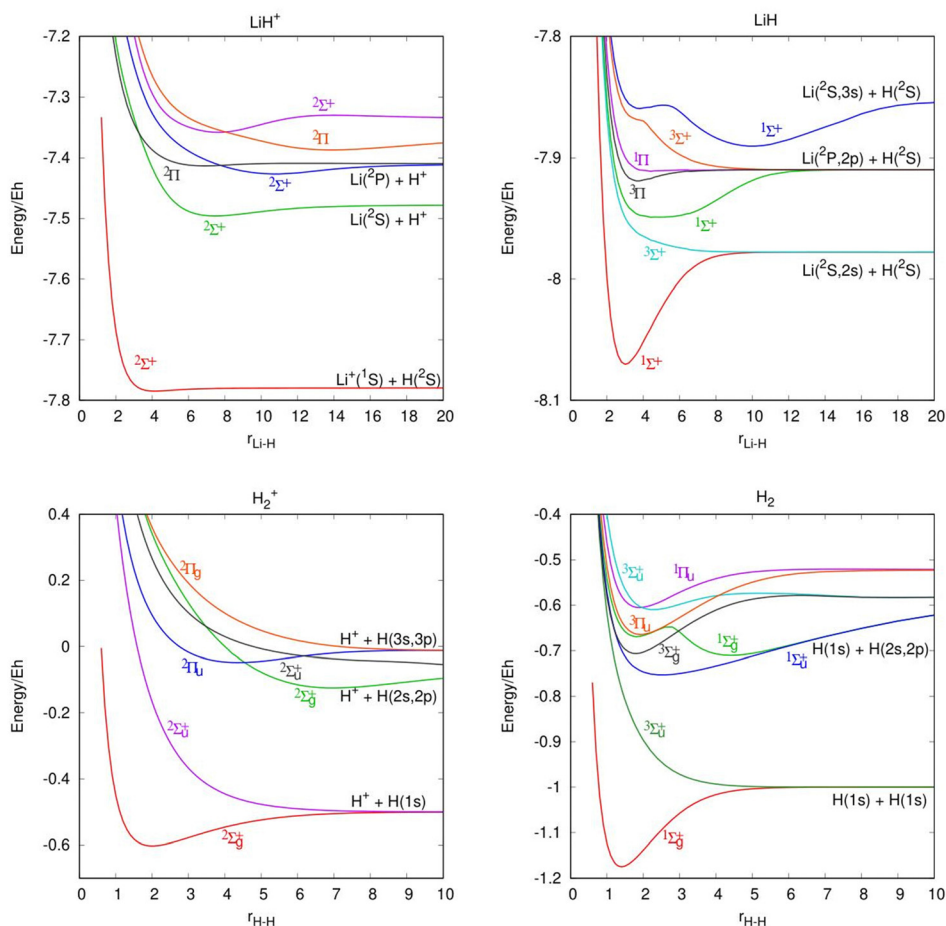 LiH⁺
-7.2
-7.3
-7.4
-7.5
-7.6
-7.7
-7.8
Energy/Eh
²Σ⁺
²Π
²Π
²Σ⁺
Li(²P) + H⁺
Li(²S) + H⁺
²Σ⁺
²Σ⁺
Li⁺(¹S) + H(²S)
0 2 4 6 8 10 12 14 16 18 20
r_Li-H
LiH
-7.8
-7.9
-8
-8.1
Energy/Eh
Li(²S,3s) + H(²S)
³Σ⁺
¹Σ⁺
¹Π
Li(²P,2p) + H(²S)
³Π
¹Σ⁺
³Σ⁺
Li(²S,2s) + H(²S)
¹Σ⁺
0 2 4 6 8 10 12 14 16 18 20
r_Li-H
H₂⁺
0.4
0.2
0
-0.2
-0.4
-0.6
Energy/Eh
²Πg
H⁺ + H(3s,3p)
²Πu
²Σu⁺
²Σg⁺
H⁺ + H(2s,2p)
²Σu⁺
H⁺ + H(1s)
²Σg⁺
0 1 2 3 4 5 6 7 8 9 10
r_H-H
H₂
-0.4
-0.5
-0.6
-0.7
-0.8
-0.9
-1
-1.1
-1.2
Energy/Eh
³Σu⁺
¹Πu
³Πu
³Σg⁺
¹Σg⁺
¹Σu⁺
H(1s) + H(2s,2p)
³Σu⁺
H(1s) + H(1s)
¹Σg⁺
0 1 2 3 4 5 6 7 8 9 10
r_H-H